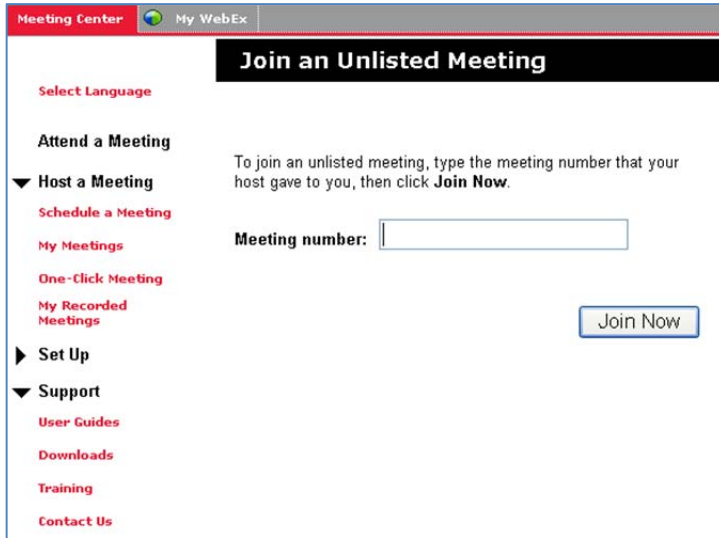 Meeting Center
My WebEx
Join an Unlisted Meeting
Select Language
Attend a Meeting
Host a Meeting
Schedule a Meeting
My Meetings
One-Click Meeting
My Recorded
Meetings
Set Up
Support
User Guides
Downloads
Training
Contact Us
To join an unlisted meeting, type the meeting number that your
host gave to you, then click Join Now.
Meeting number:
Join Now